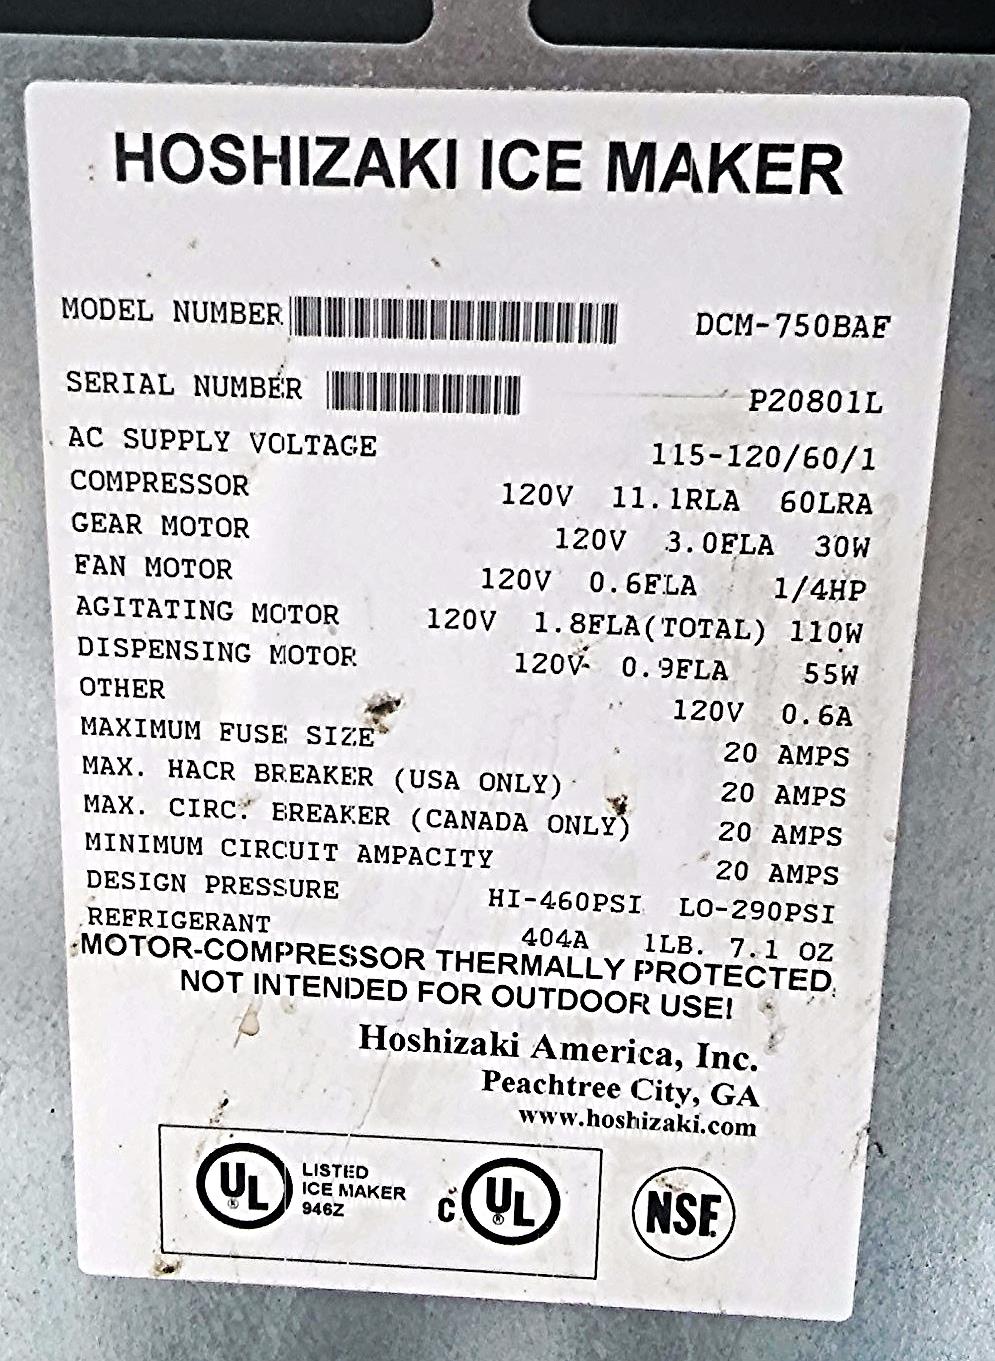 HOSHIZAKI ICE MAKER
MODEL NUMBER DCM-750BAF
SERIAL NUMBER P20801L
AC SUPPLY VOLTAGE 115-120/60/1
COMPRESSOR 120V 11.1RLA 60LRA
GEAR MOTOR 120V 3.0FLA 30W
FAN MOTOR 120V 0.6FLA 1/4HP
AGITATING MOTOR 120V 1.8FLA(TOTAL) 110W
DISPENSING MOTOR 120V 0.9FLA 55W
OTHER 120V 0.6A
MAXIMUM FUSE SIZE 20 AMPS
MAX. HACR BREAKER (USA ONLY) 20 AMPS
MAX. CIRC. BREAKER (CANADA ONLY) 20 AMPS
MINIMUM CIRCUIT AMPACITY 20 AMPS
DESIGN PRESSURE HI-460PSI LO-290PSI
REFRIGERANT 404A 1LB. 7.1 OZ
MOTOR-COMPRESSOR THERMALLY PROTECTED.
NOT INTENDED FOR OUTDOOR USE!
Hoshizaki America, Inc.
Peachtree City, GA
www.hoshizaki.com
UL ® LISTED
ICE MAKER
946Z
C UL ®
NSF.